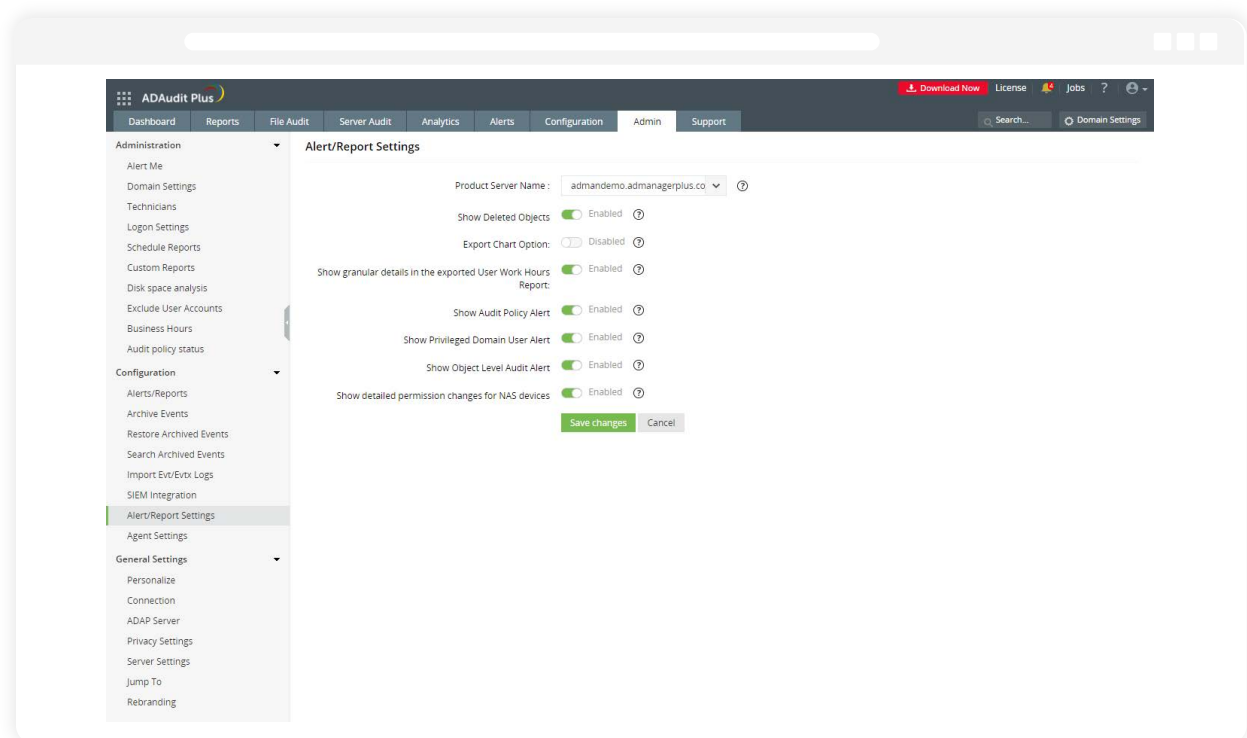 ADAudit Plus
Download Now License Jobs ?
Dashboard Reports File Audit Server Audit Analytics Alerts Configuration Admin Support Search... Domain Settings
Administration
Alert Me
Domain Settings
Technicians
Logon Settings
Schedule Reports
Custom Reports
Disk space analysis
Exclude User Accounts
Business Hours
Audit policy status
Configuration
Alerts/Reports
Archive Events
Restore Archived Events
Search Archived Events
Import Evt/Evtx Logs
SIEM Integration
Alert/Report Settings
Agent Settings
General Settings
Personalize
Connection
ADAP Server
Privacy Settings
Server Settings
Jump To
Rebranding
Alert/Report Settings
Product Server Name : admandemo.admanagerplus.co ?
Show Deleted Objects Enabled ?
Export Chart Option: Disabled ?
Show granular details in the exported User Work Hours Enabled ?
Report:
Show Audit Policy Alert Enabled ?
Show Privileged Domain User Alert Enabled ?
Show Object Level Audit Alert Enabled ?
Show detailed permission changes for NAS devices Enabled ?
Save changes Cancel